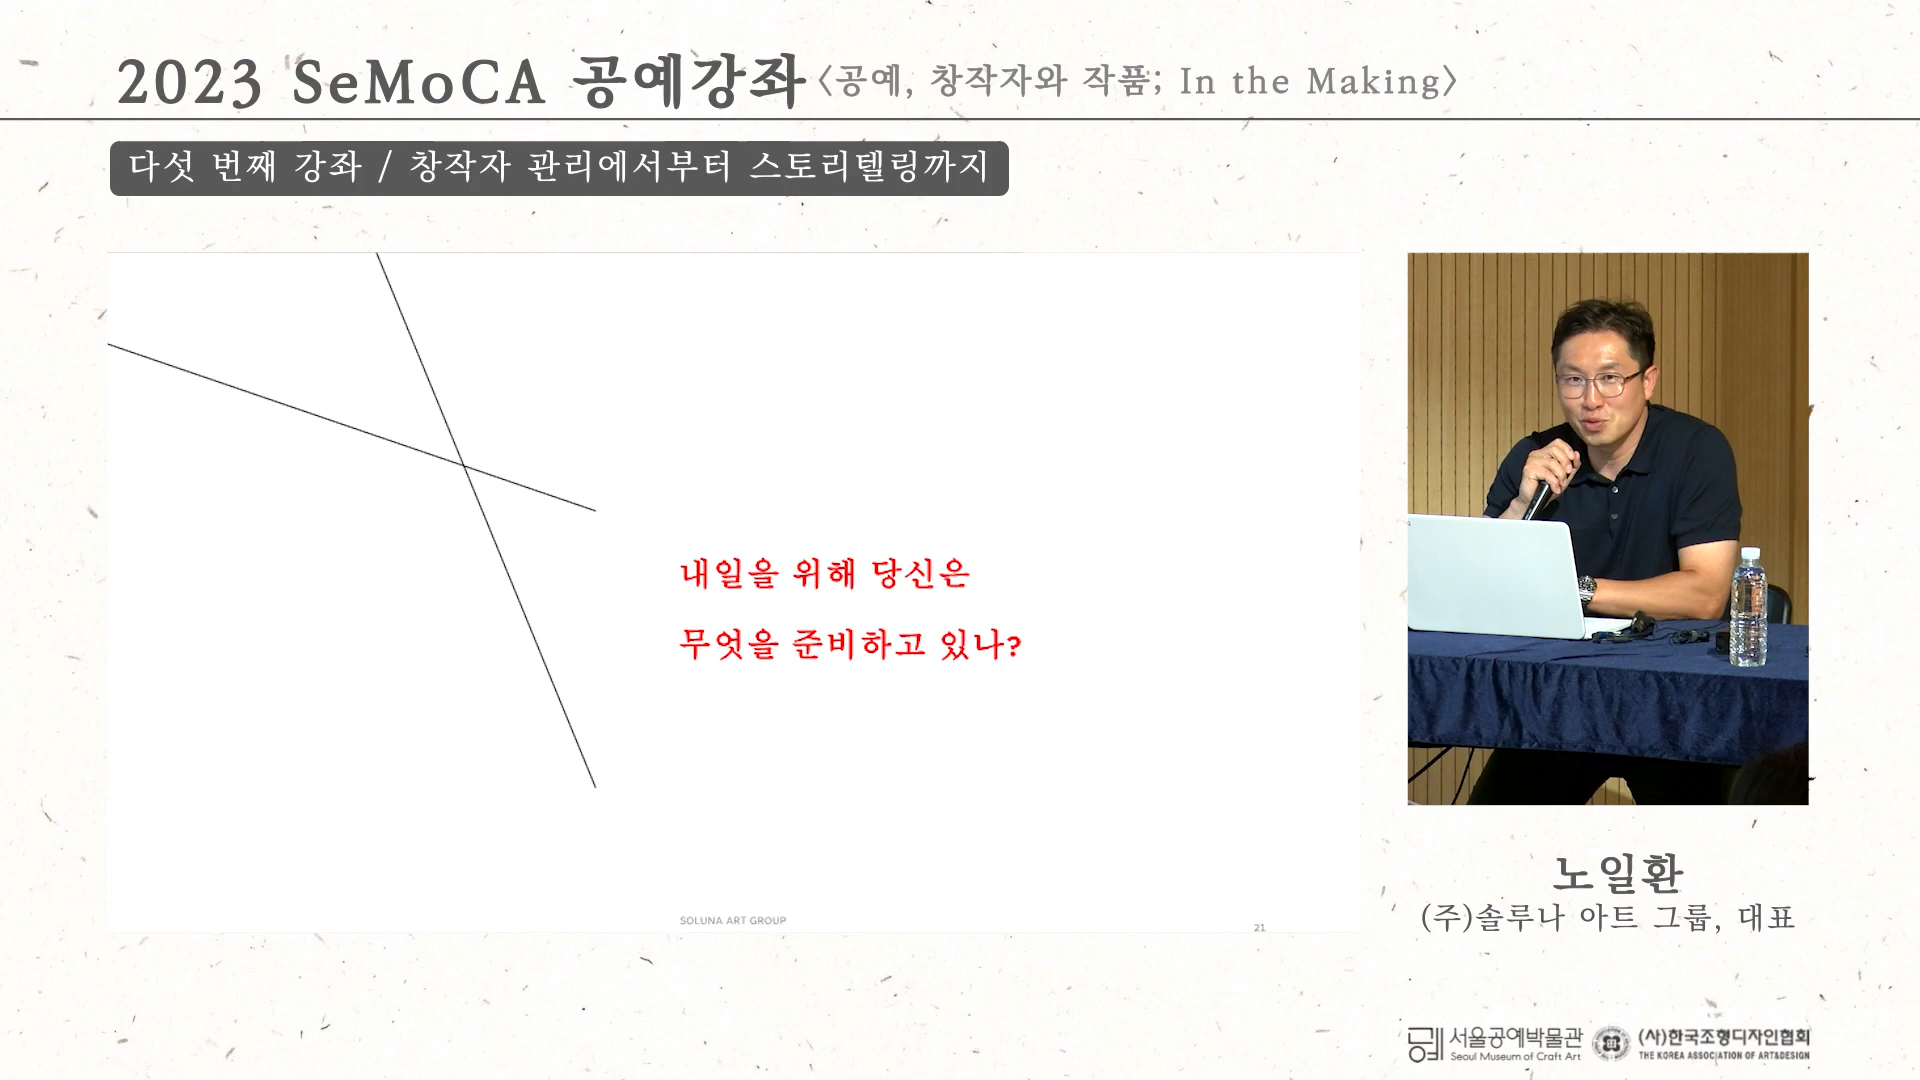 2023 SeMoCA 공예강좌 〈공예, 창작자와 작품; In the Making〉
다섯 번째 강좌 / 창작자 관리에서부터 스토리텔링까지
내일을 위해 당신은
무엇을 준비하고 있나?
SOLUNA ART GROUP
21
노일환
(주)솔루나 아트 그룹, 대표
서울공예박물관
Seoul Museum of Craft Art
(사)한국조형디자인협회
THE KOREA ASSOCIATION OF ART&DESIGN